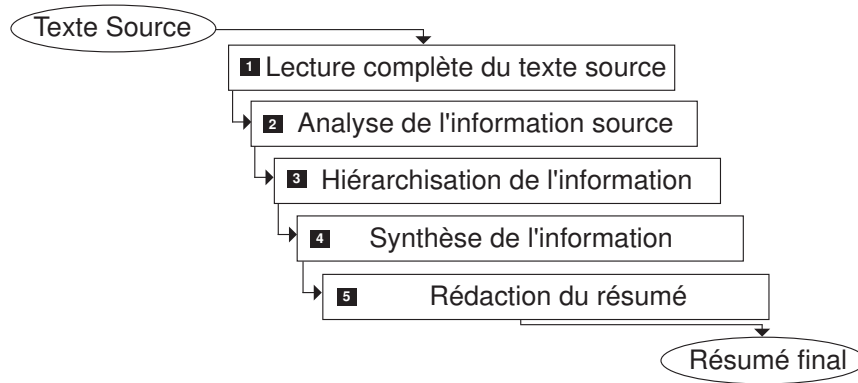 Texte Source
1 Lecture complète du texte source
2 Analyse de l'information source
3 Hiérarchisation de l'information
4 Synthèse de l'information
5 Rédaction du résumé
Résumé final